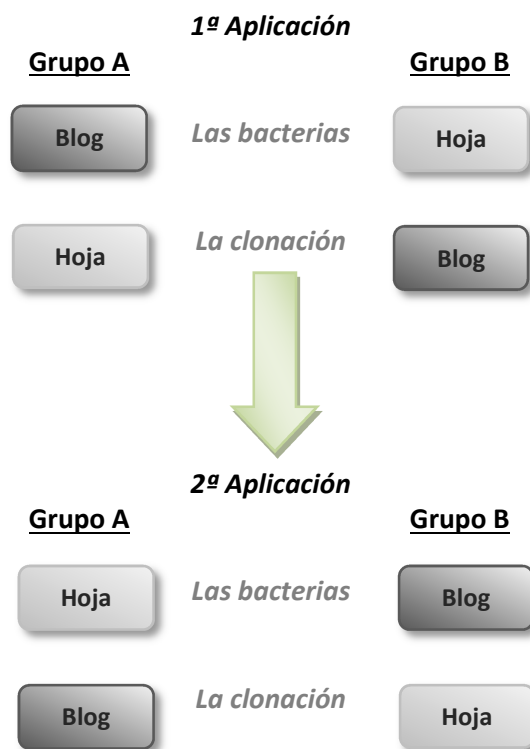 1ª Aplicación
Grupo A Grupo B
Blog Las bacterias Hoja
Hoja La clonación Blog
2ª Aplicación
Grupo A Grupo B
Hoja Las bacterias Blog
Blog La clonación Hoja